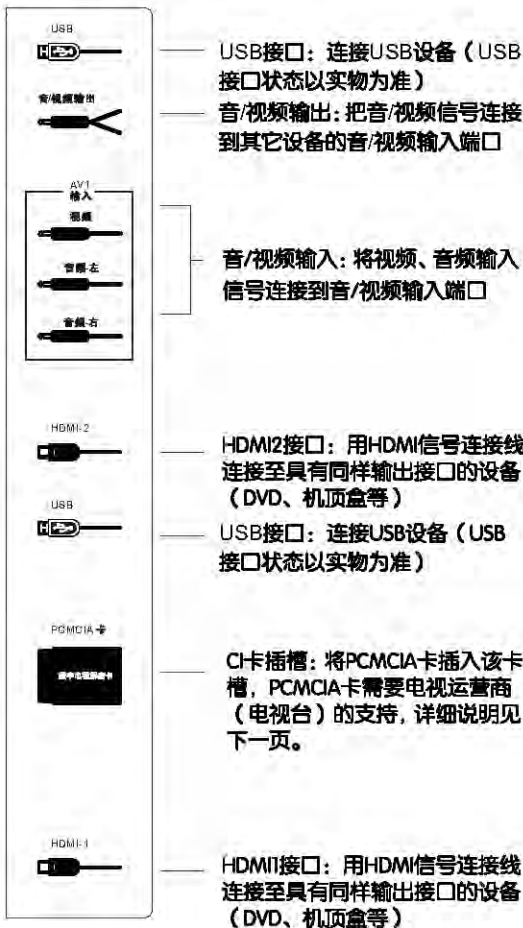 USB
USB接口：连接USB设备（USB
接口状态以实物为准）
音/视频输出
音/视频输出：把音/视频信号连接
到其它设备的音/视频输入端口
AV1
输入
视频
音频-左
音频-右
音/视频输入：将视频、音频输入
信号连接到音/视频输入端口
HDMI-2
HDMI2接口：用HDMI信号连接线
连接至具有同样输出接口的设备
（DVD、机顶盒等）
USB
USB接口：连接USB设备（USB
接口状态以实物为准）
PCMCIA卡
CI卡插槽：将PCMCIA卡插入该卡
槽，PCMCIA卡需要电视运营商
（电视台）的支持，详细说明见
下一页。
HDMI-1
HDMI1接口：用HDMI信号连接线
连接至具有同样输出接口的设备
（DVD、机顶盒等）